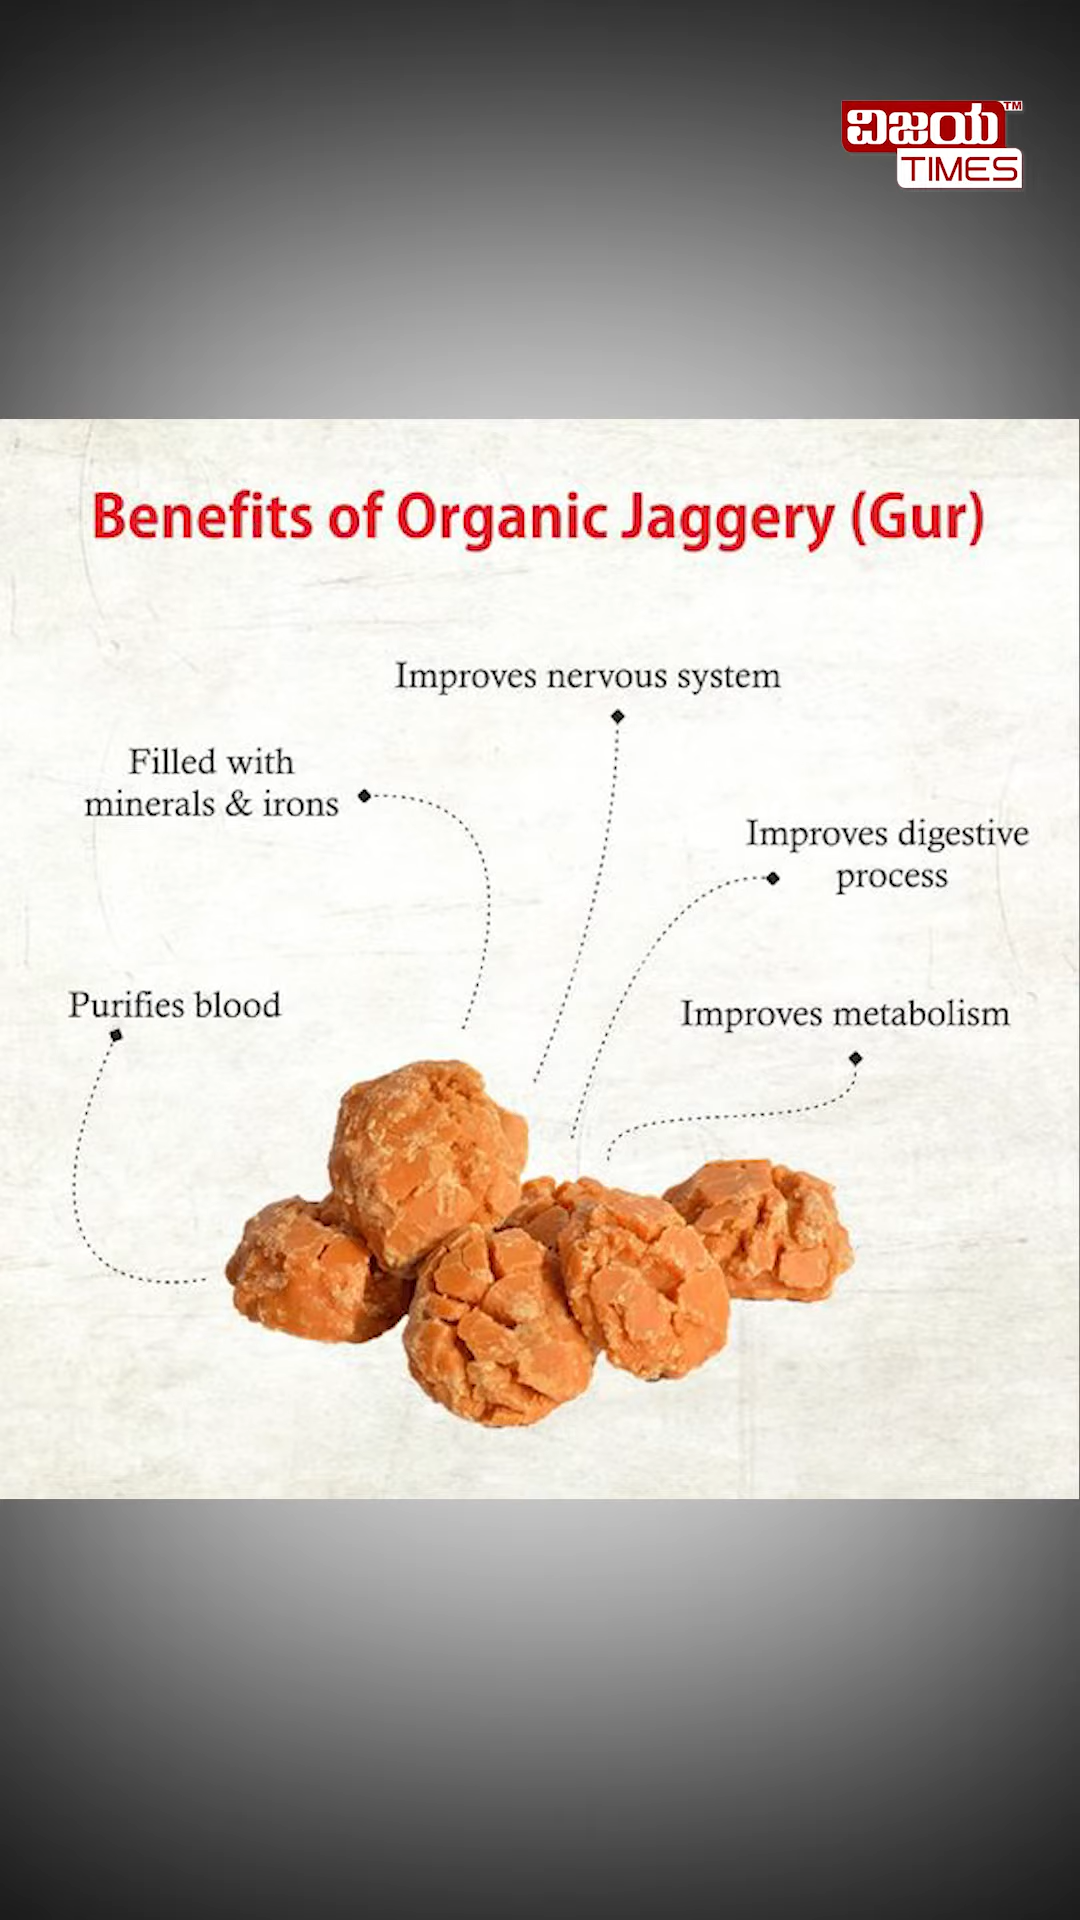 ವಿಜಯ TM
TIMES
Benefits of Organic Jaggery (Gur)
Improves nervous system
Filled with
minerals & irons
Improves digestive
process
Purifies blood
Improves metabolism